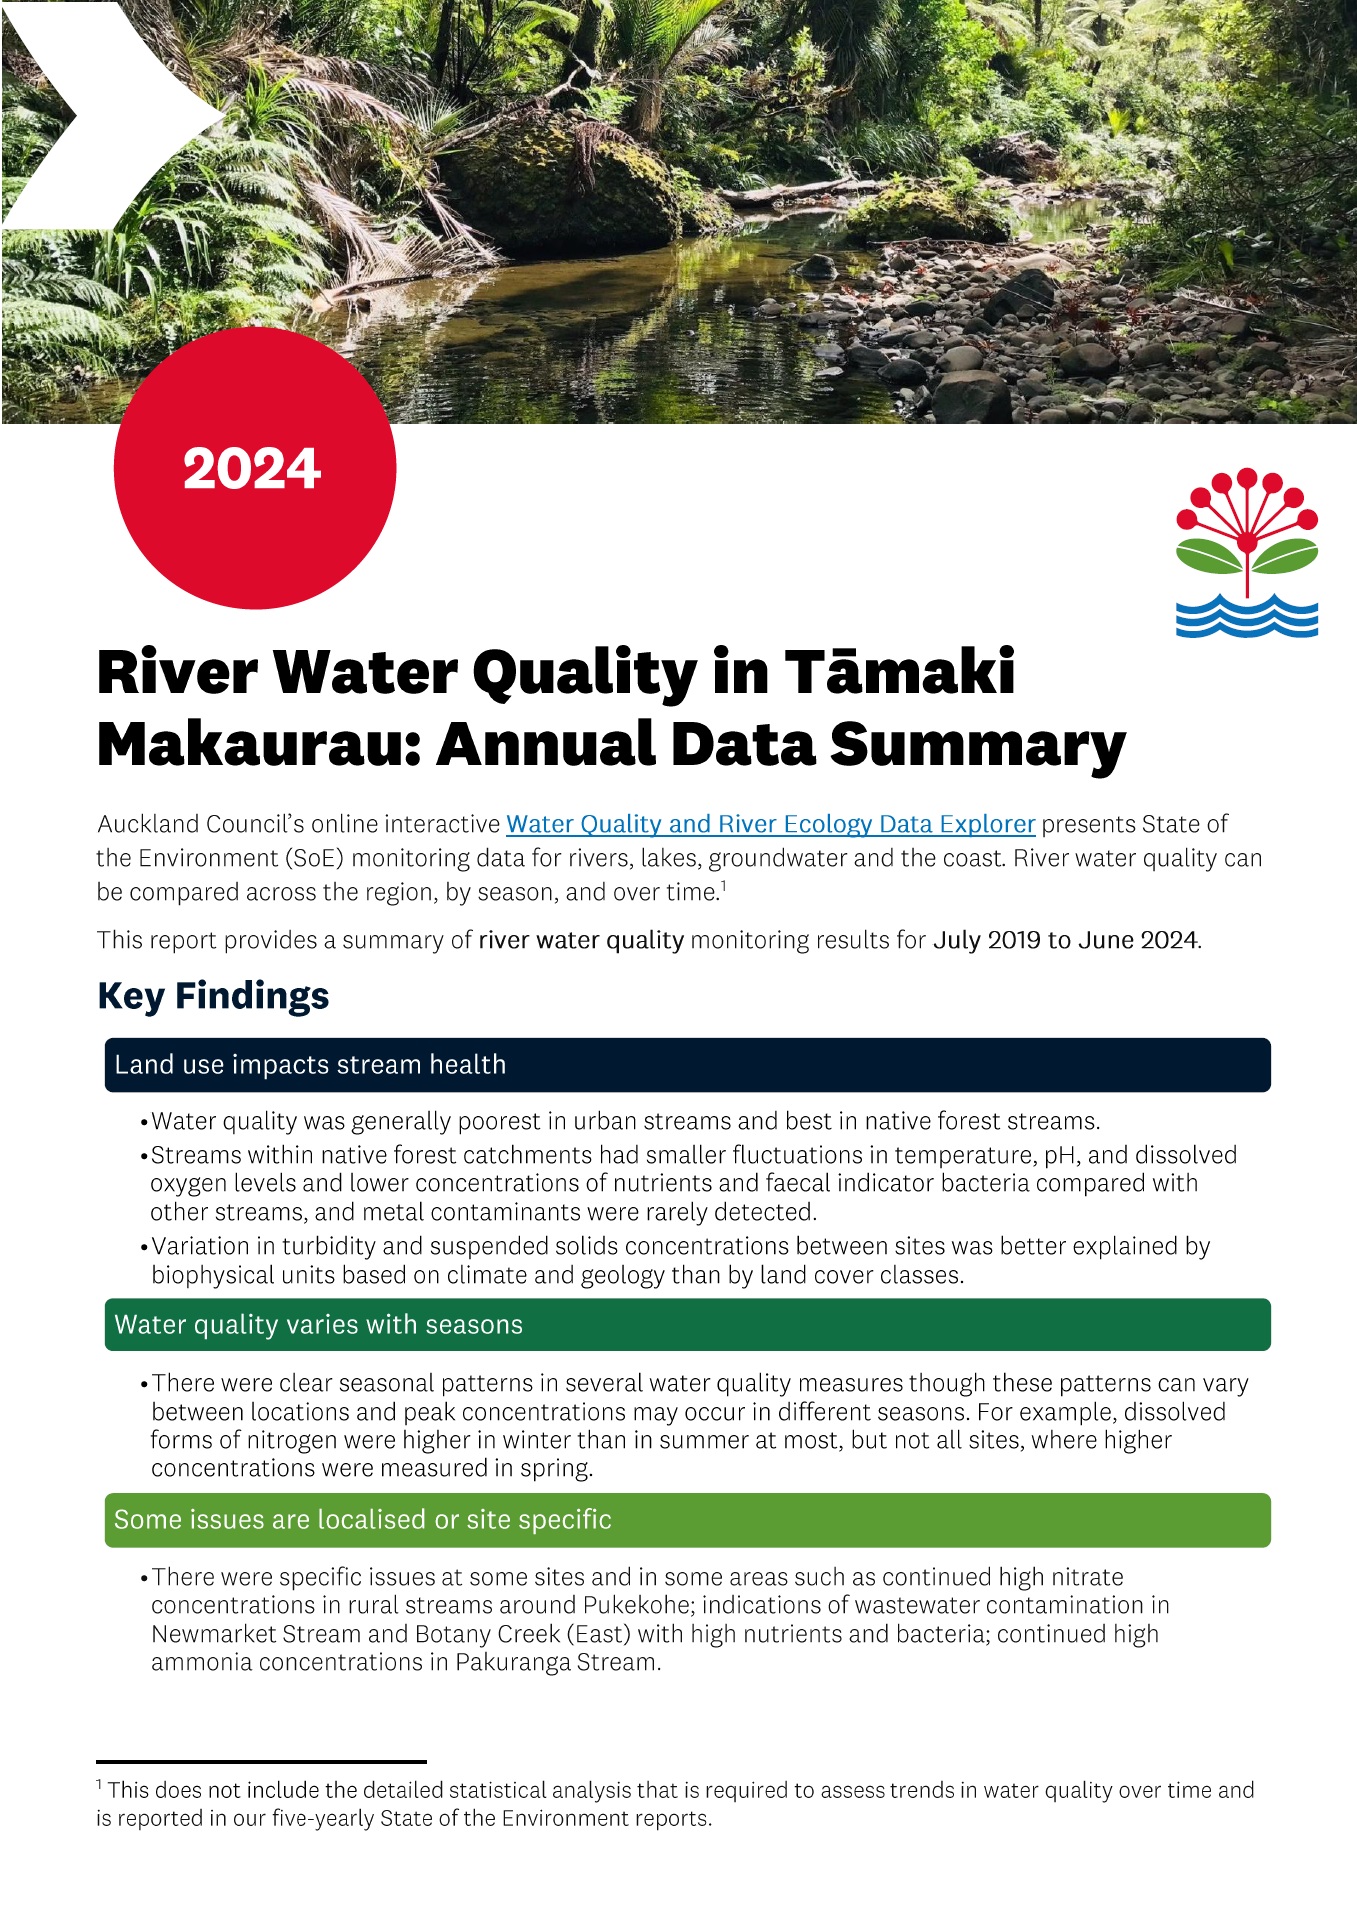 2024
River Water Quality in Tāmaki
Makaurau: Annual Data Summary
Auckland Council’s online interactive Water Quality and River Ecology Data Explorer presents State of
the Environment (SoE) monitoring data for rivers, lakes, groundwater and the coast. River water quality can
be compared across the region, by season, and over time.¹
This report provides a summary of river water quality monitoring results for July 2019 to June 2024.
Key Findings
Land use impacts stream health
•Water quality was generally poorest in urban streams and best in native forest streams.
•Streams within native forest catchments had smaller fluctuations in temperature, pH, and dissolved
oxygen levels and lower concentrations of nutrients and faecal indicator bacteria compared with
other streams, and metal contaminants were rarely detected.
•Variation in turbidity and suspended solids concentrations between sites was better explained by
biophysical units based on climate and geology than by land cover classes.
Water quality varies with seasons
•There were clear seasonal patterns in several water quality measures though these patterns can vary
between locations and peak concentrations may occur in different seasons. For example, dissolved
forms of nitrogen were higher in winter than in summer at most, but not all sites, where higher
concentrations were measured in spring.
Some issues are localised or site specific
•There were specific issues at some sites and in some areas such as continued high nitrate
concentrations in rural streams around Pukekohe; indications of wastewater contamination in
Newmarket Stream and Botany Creek (East) with high nutrients and bacteria; continued high
ammonia concentrations in Pakuranga Stream.
¹ This does not include the detailed statistical analysis that is required to assess trends in water quality over time and
is reported in our five-yearly State of the Environment reports.